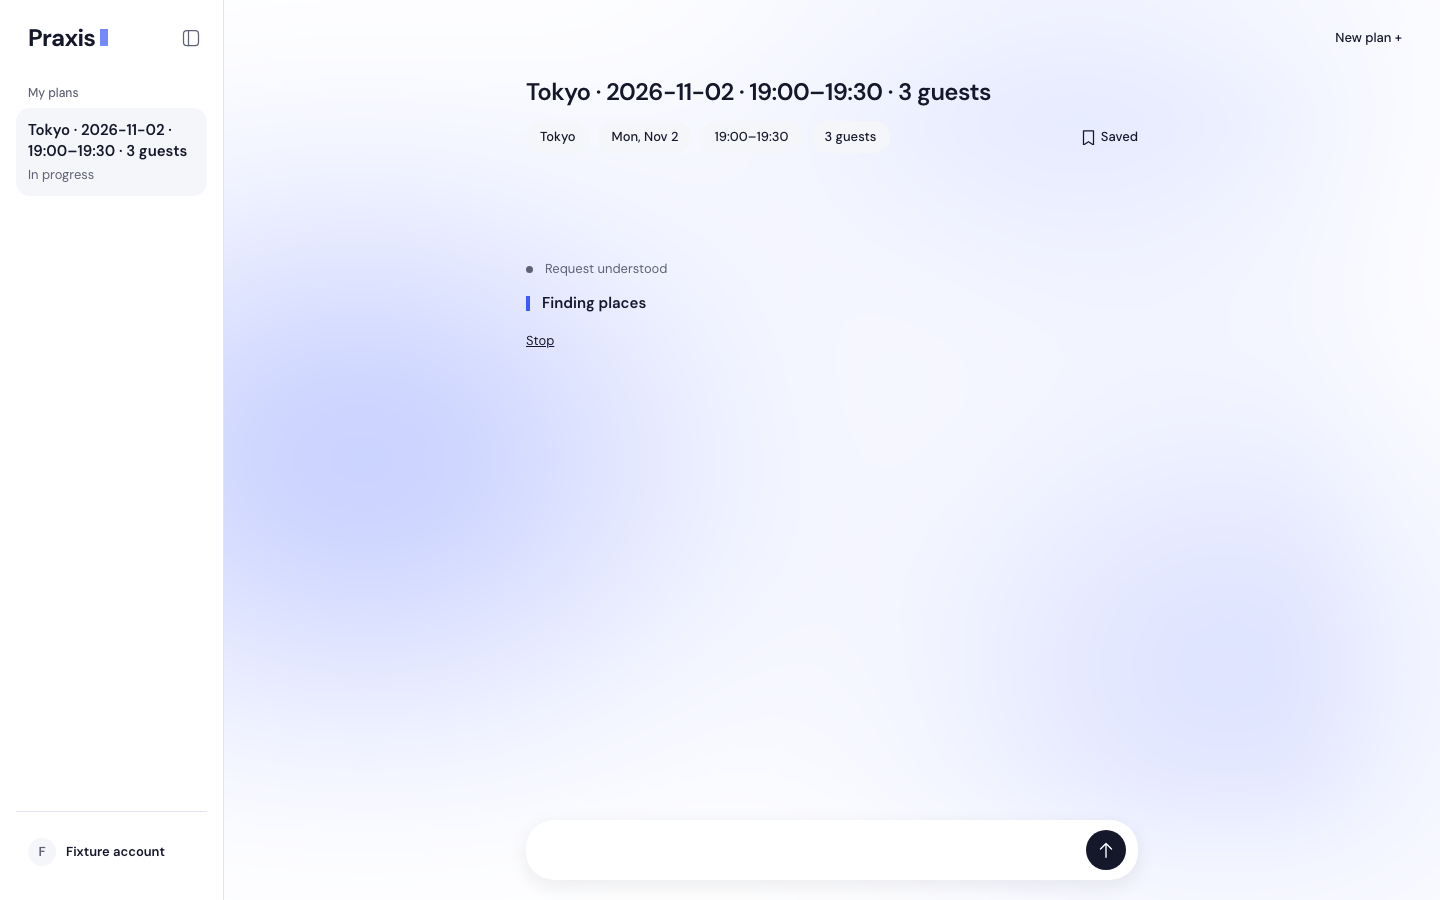 Praxis
New plan +
My plans
Tokyo · 2026-11-02 ·
19:00–19:30 · 3 guests
In progress
Tokyo · 2026-11-02 · 19:00–19:30 · 3 guests
Tokyo
Mon, Nov 2
19:00–19:30
3 guests
Saved
Request understood
Finding places
Stop
F
Fixture account